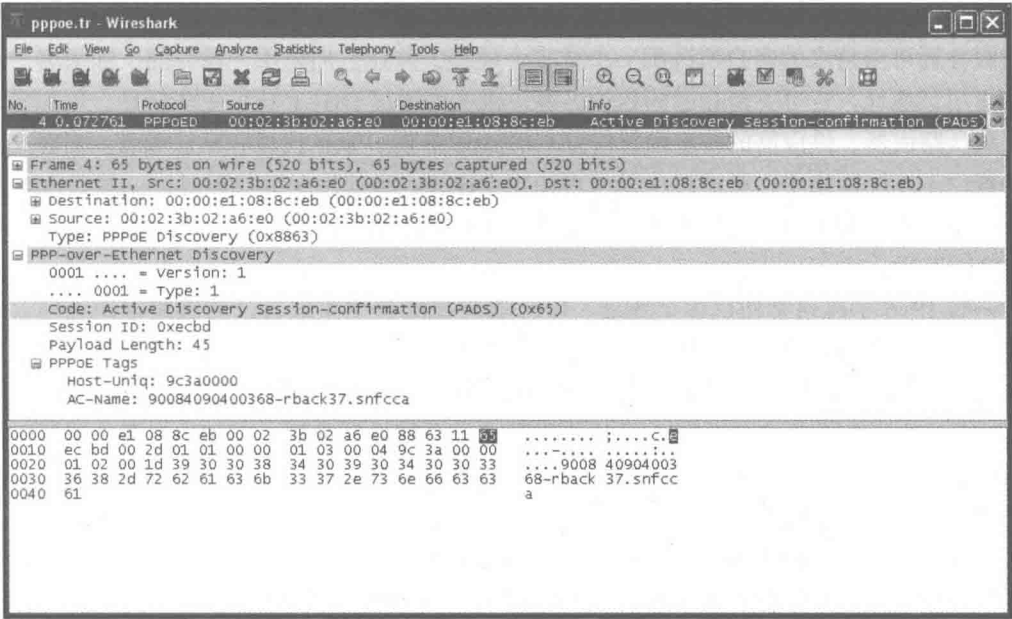 pppoe.tr - Wireshark
File Edit View Go Capture Analyze Statistics Telephony Tools Help
No. Time Protocol Source Destination Info
4 0.072761 PPPoED 00:02:3b:02:a6:e0 00:00:e1:08:8c:eb Active Discovery Session-confirmation (PADS)
Frame 4: 65 bytes on wire (520 bits), 65 bytes captured (520 bits)
Ethernet II, Src: 00:02:3b:02:a6:e0 (00:02:3b:02:a6:e0), Dst: 00:00:e1:08:8c:eb (00:00:e1:08:8c:eb)
Destination: 00:00:e1:08:8c:eb (00:00:e1:08:8c:eb)
Source: 00:02:3b:02:a6:e0 (00:02:3b:02:a6:e0)
Type: PPPoE Discovery (0x8863)
PPP-over-Ethernet Discovery
0001 .... = Version: 1
.... 0001 = Type: 1
Code: Active Discovery Session-confirmation (PADS) (0x65)
Session ID: 0xecbd
Payload Length: 45
PPPoE Tags
Host-Uniq: 9c3a0000
AC-Name: 90084090400368-rback37.snfcca
0000 00 00 e1 08 8c eb 00 02 3b 02 a6 e0 88 63 11 65 ........ ;....c.e
0010 ec bd 00 2d 01 01 00 00 01 03 00 04 9c 3a 00 00 ...-.... .....:..
0020 01 02 00 1d 39 30 30 38 34 30 39 30 34 30 30 33 ....9008 40904003
0030 36 38 2d 72 62 61 63 6b 33 37 2e 73 6e 66 63 63 68-rback 37.snfcc
0040 61 a